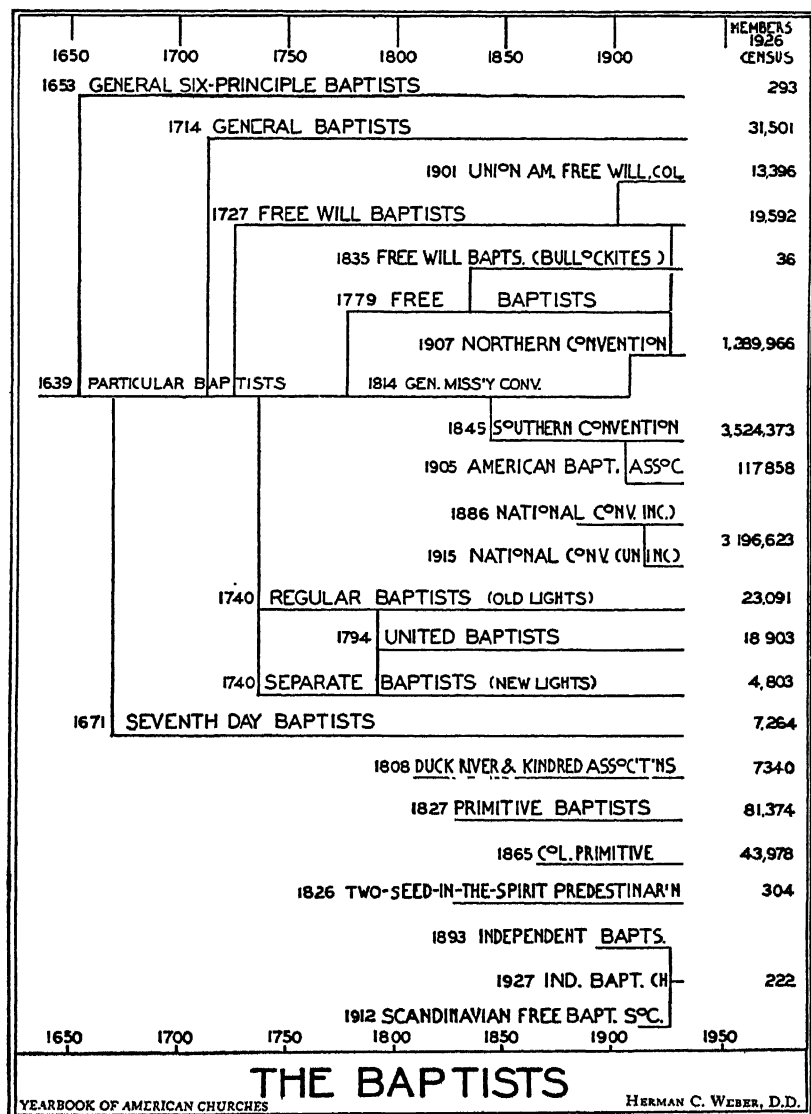 MEMBERS
1926
CENSUS
1650 1700 1750 1800 1850 1900
1653 GENERAL SIX-PRINCIPLE BAPTISTS 293
1714 GENERAL BAPTISTS 31,501
1901 UNION AM. FREE WILL, COL. 13,396
1727 FREE WILL BAPTISTS 19,592
1835 FREE WILL BAPTS. (BULLOCKITES) 36
1779 FREE BAPTISTS
1907 NORTHERN CONVENTION 1,289,966
1639 PARTICULAR BAPTISTS 1814 GEN. MISS'Y CONV.
1845 SOUTHERN CONVENTION 3,524,373
1905 AMERICAN BAPT. ASSOC. 117858
1886 NATIONAL CONV. INC.)
3 196,623
1915 NATIONAL CONV. (UN INC)
1740 REGULAR BAPTISTS (OLD LIGHTS) 23,091
1794 UNITED BAPTISTS 18 903
1740 SEPARATE BAPTISTS (NEW LIGHTS) 4,803
1671 SEVENTH DAY BAPTISTS 7,264
1808 DUCK RIVER & KINDRED ASSOC'T'NS 7340
1827 PRIMITIVE BAPTISTS 81,374
1865 COL. PRIMITIVE 43,978
1826 TWO-SEED-IN-THE-SPIRIT PREDESTINAR'N 304
1893 INDEPENDENT BAPTS.
1927 IND. BAPT. CH 222
1912 SCANDINAVIAN FREE BAPT. SOC.
1650 1700 1750 1800 1850 1900 1950
THE BAPTISTS
YEARBOOK OF AMERICAN CHURCHES HERMAN C. WEBER, D.D.